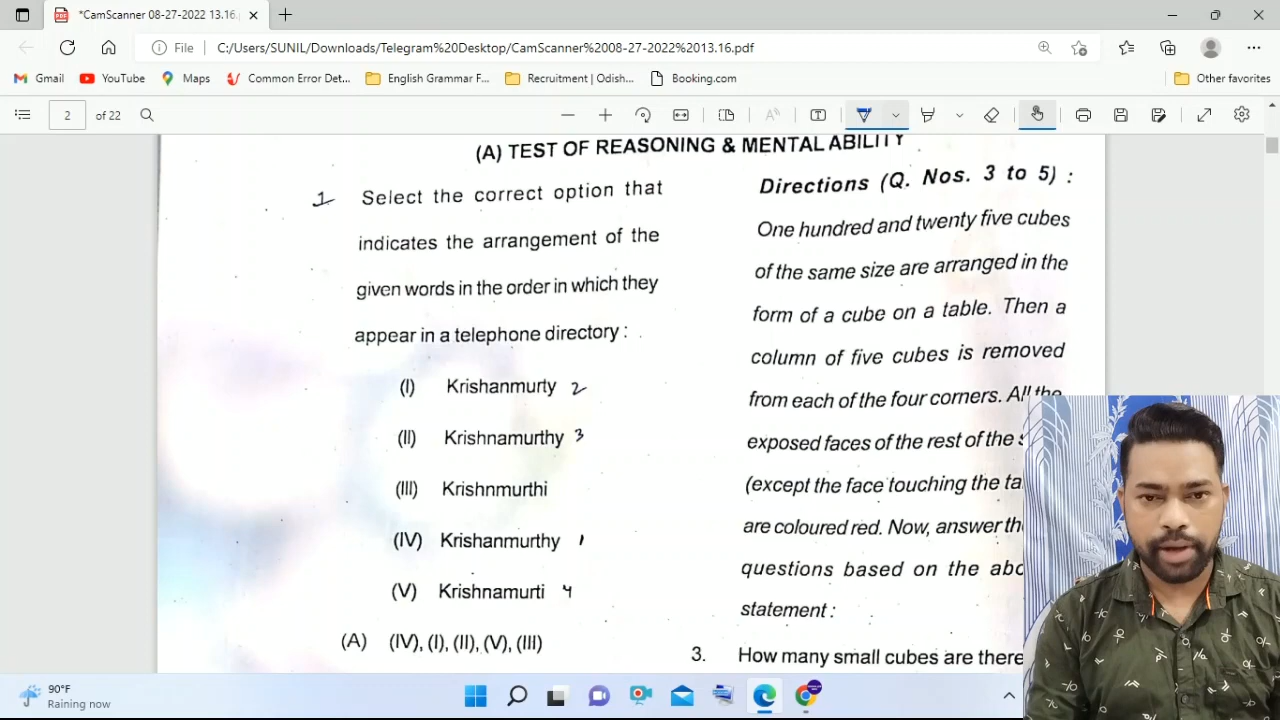 *CamScanner 08-27-2022 13.16.
File
C:/Users/SUNIL/Downloads/Telegram%20Desktop/CamScanner%2008-27-2022%2013.16.pdf
Gmail
YouTube
Maps
Common Error Det...
English Grammar F...
Recruitment | Odish...
Booking.com
Other favorites
2 of 22
(A) TEST OF REASONING & MENTAL ABILITY
1 Select the correct option that
indicates the arrangement of the
given words in the order in which they
appear in a telephone directory :
(I) Krishanmurty 2
(II) Krishnamurthy 3
(III) Krishnmurthi
(IV) Krishanmurthy 1
(V) Krishnamurti 4
(A) (IV), (I), (II), (V), (III)
Directions (Q. Nos. 3 to 5) :
One hundred and twenty five cubes
of the same size are arranged in the
form of a cube on a table. Then a
column of five cubes is removed
from each of the four corners. All the
exposed faces of the rest of the
(except the face touching the ta
are coloured red. Now, answer th
questions based on the abo
statement :
3. How many small cubes are there
90°F
Raining now